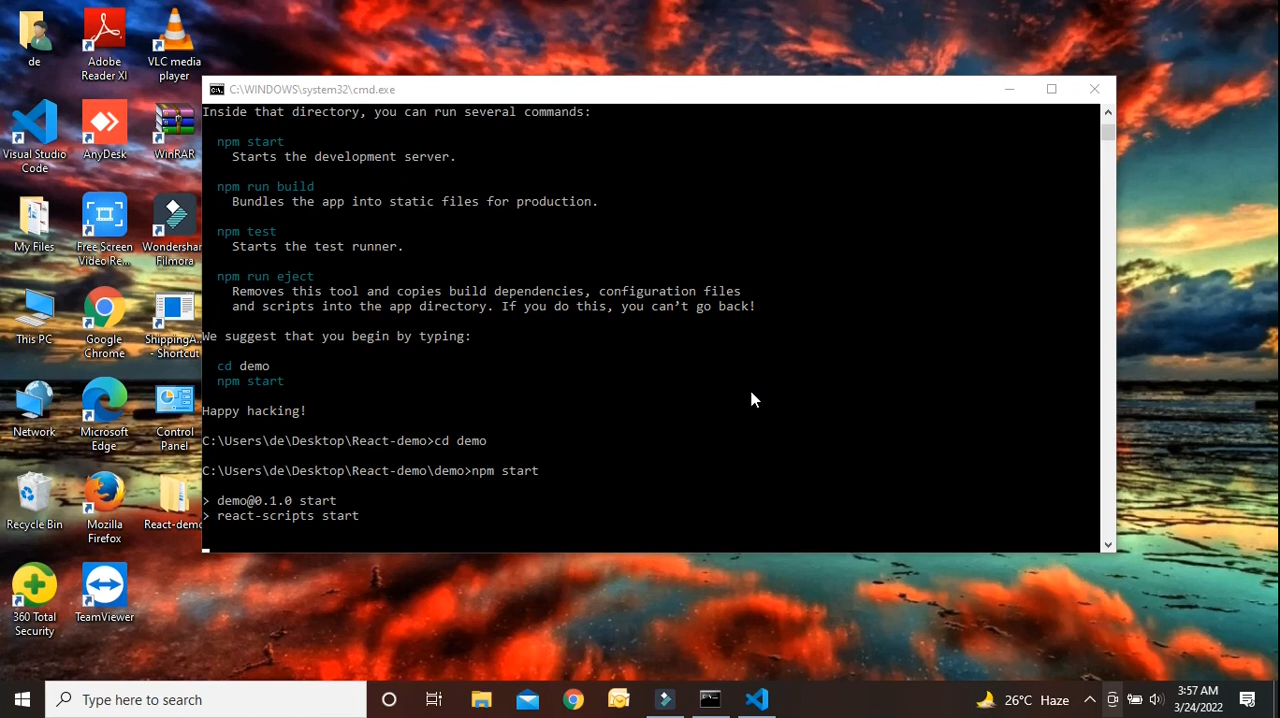 de
Adobe
Reader XI
VLC media
player
Visual Studio
Code
AnyDesk
WinRAR
My Files
Free Screen
Video Re...
Wondershar
Filmora
This PC
Google
Chrome
ShippingA...
- Shortcut
Network
Microsoft
Edge
Control
Panel
Recycle Bin
Mozilla
Firefox
React-demo
360 Total
Security
TeamViewer
C:\WINDOWS\system32\cmd.exe
Inside that directory, you can run several commands:
npm start
Starts the development server.
npm run build
Bundles the app into static files for production.
npm test
Starts the test runner.
npm run eject
Removes this tool and copies build dependencies, configuration files
and scripts into the app directory. If you do this, you can't go back!
We suggest that you begin by typing:
cd demo
npm start
Happy hacking!
C:\Users\de\Desktop\React-demo>cd demo
C:\Users\de\Desktop\React-demo\demo>npm start
> demo@0.1.0 start
> react-scripts start
Type here to search
26°C Haze
3:57 AM
3/24/2022